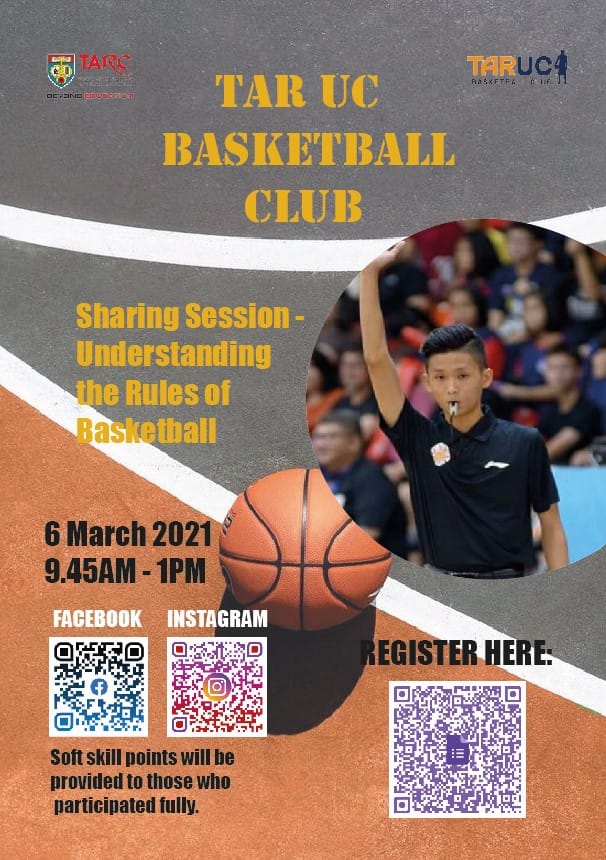 TARC
BEYOND EDUCATION
TARUC
BASKETBALL CLUB
TAR UC
BASKETBALL
CLUB
Sharing Session -
Understanding
the Rules of
Basketball
6 March 2021
9.45AM - 1PM
FACEBOOK
INSTAGRAM
REGISTER HERE:
Soft skill points will be
provided to those who
participated fully.